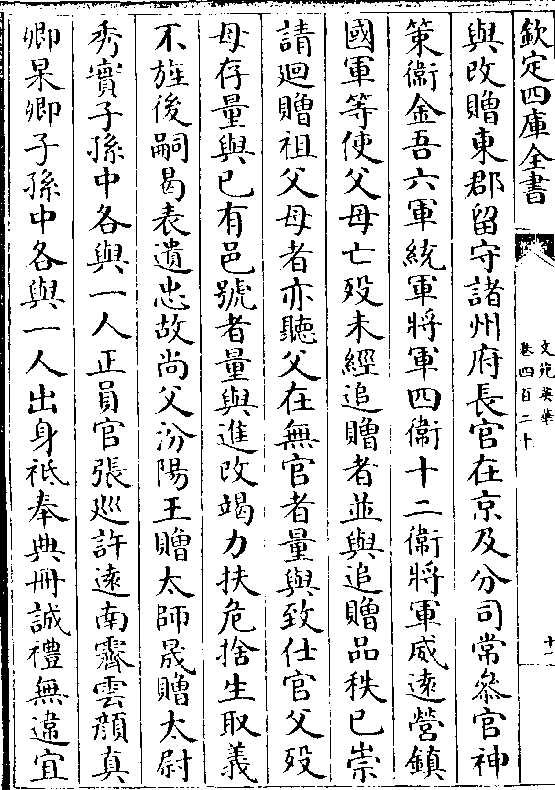 欽定四庫全書
文苑英華
卷四百二十
十一
與改贈東郡留守諸州府長官在京及分司常叅官神
策衛金吾六軍統軍將軍四衛十二衛將軍威遠營鎮
國軍等使父母亡殁未經追贈者並與追贈品秩已崇
請廻贈祖父母者亦聽父在無官者量與致仕官父殁
母存量與已有邑號者量與進改竭力扶危捨生取義
不旌後嗣曷表遺忠故尚父汾陽王贈太師晟贈太尉
秀實子孫中各與一人正員官張廵許逺南霽雲顔真
卿杲卿子孫中各與一人出身祗奉典冊誠禮無違宜